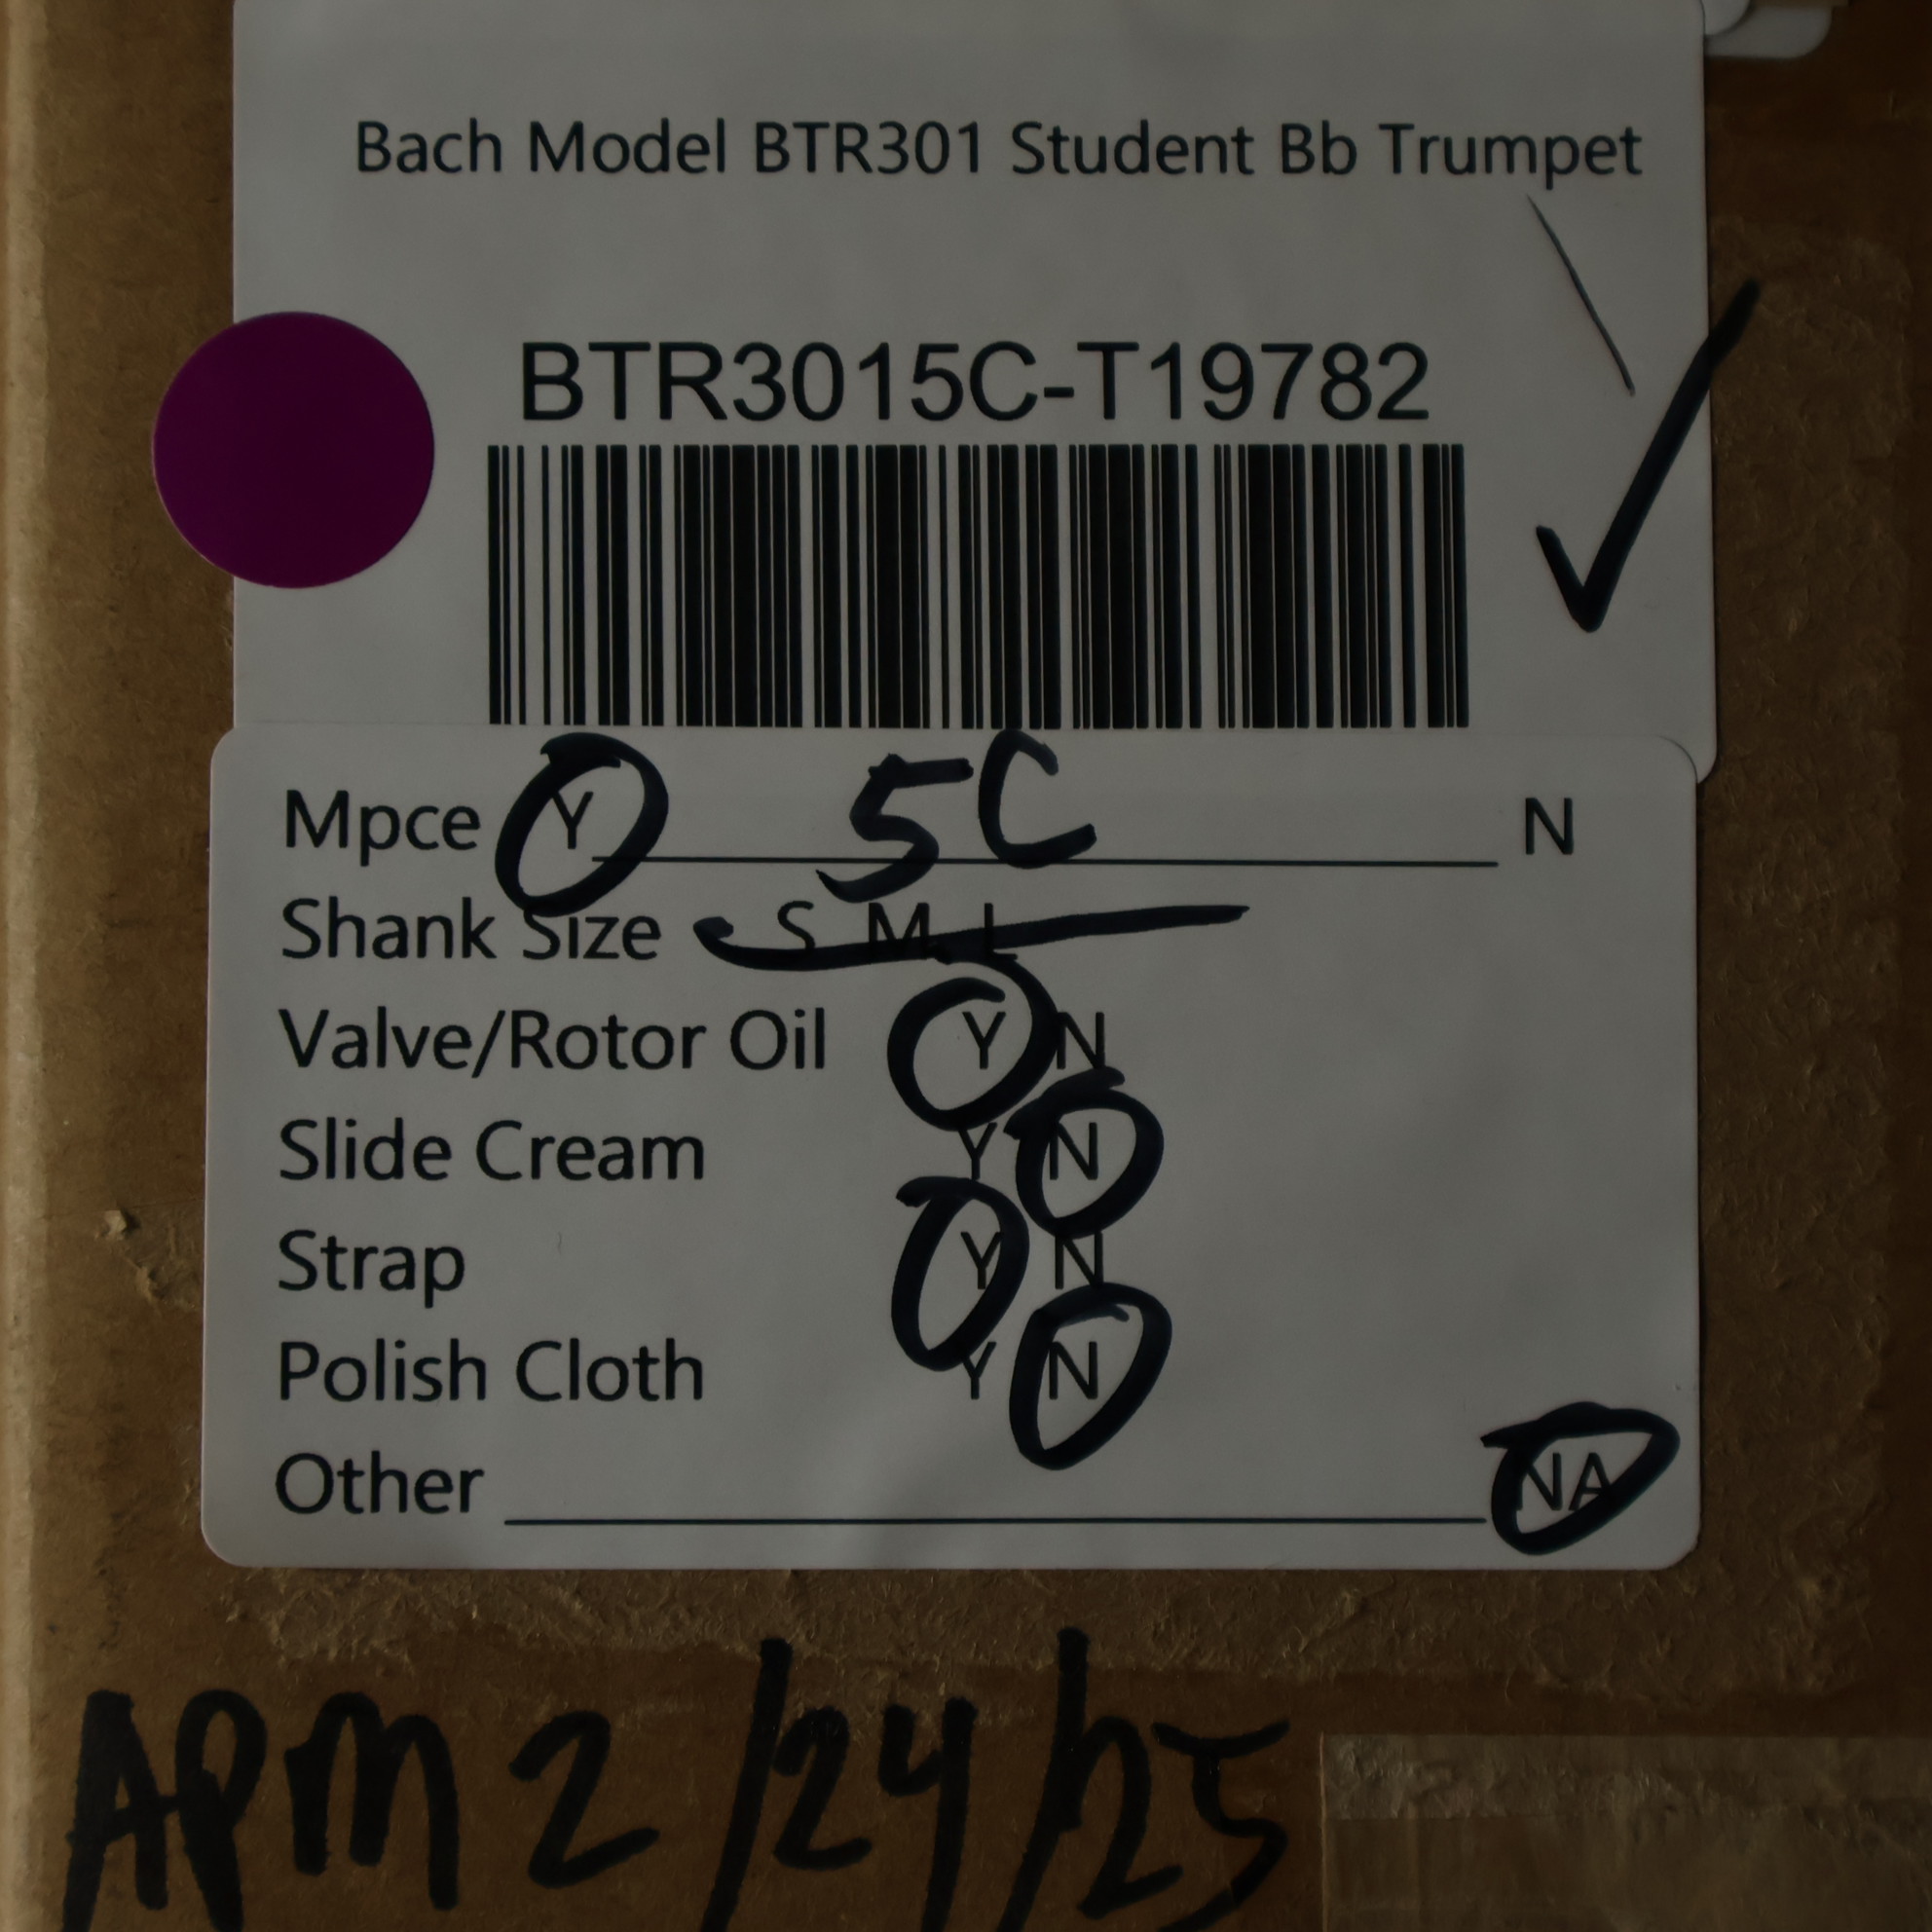 Bach Model BTR301 Student Bb Trumpet
BTR3015C-T19782
Mpce Y 5C N
Shank Size S M L
Valve/Rotor Oil Y N
Slide Cream Y N
Strap Y N
Polish Cloth Y N
Other NA
APM 2/24/25